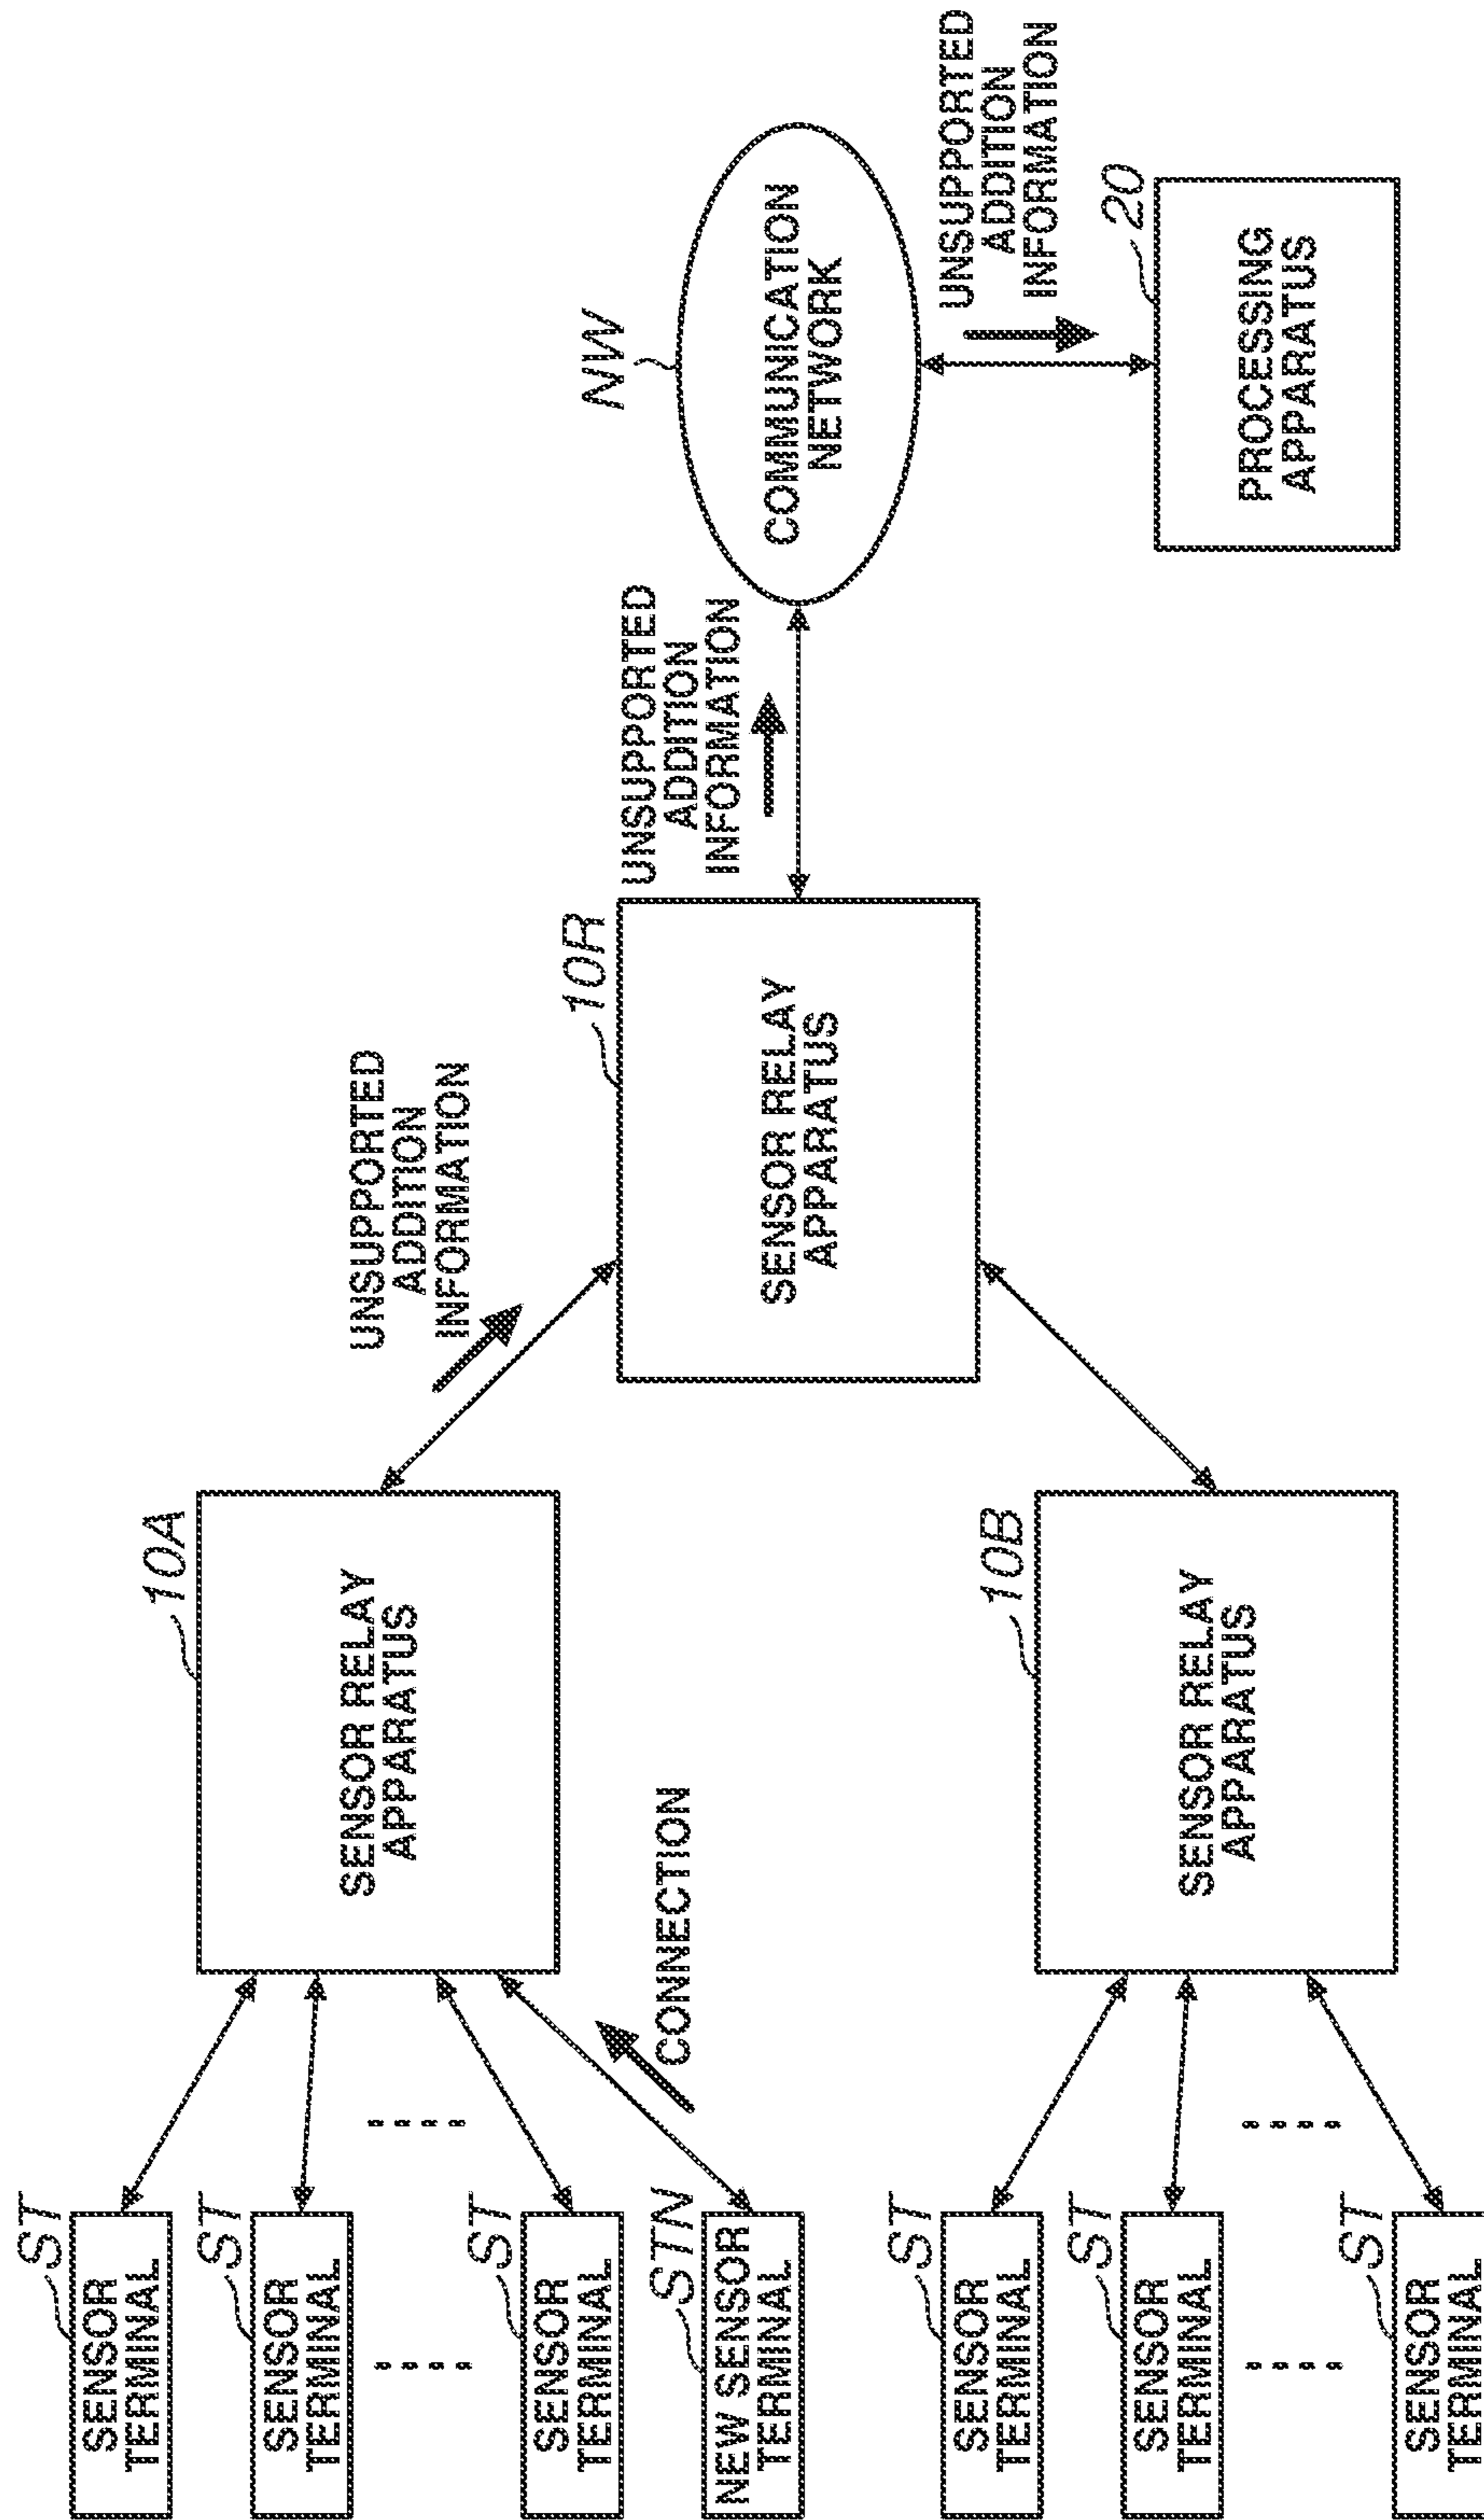 ST
SENSOR
TERMINAL
ST
SENSOR
TERMINAL
ST
SENSOR
TERMINAL
STN
NEW SENSOR
TERMINAL
CONNECTION
10A
SENSOR RELAY
APPARATUS
UNSUPPORTED
ADDITION
INFORMATION
ST
SENSOR
TERMINAL
ST
SENSOR
TERMINAL
ST
SENSOR
TERMINAL
10B
SENSOR RELAY
APPARATUS
10R
SENSOR RELAY
APPARATUS
UNSUPPORTED
ADDITION
INFORMATION
NW
COMMUNICATION
NETWORK
UNSUPPORTED
ADDITION
INFORMATION
20
PROCESSING
APPARATUS